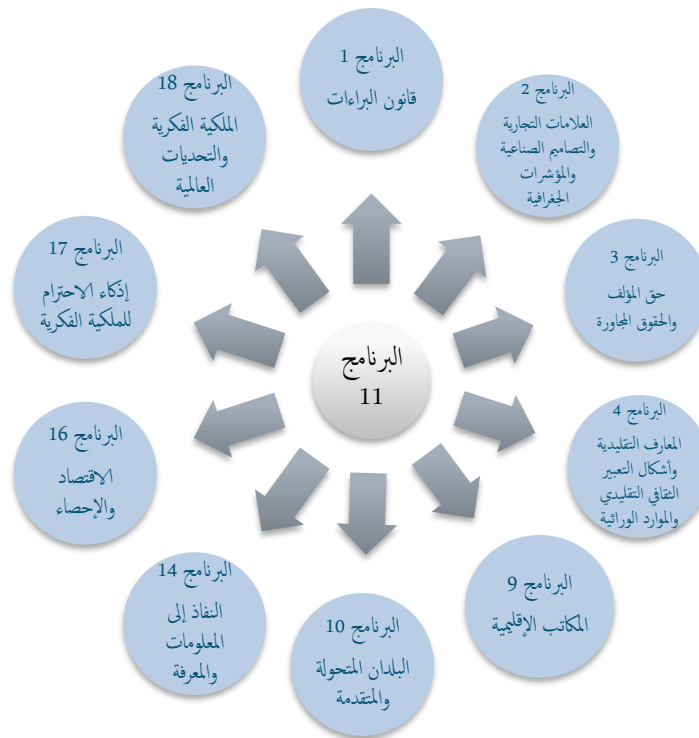 البرنامج 1
قانون البراءات
البرنامج 2
العلامات التجارية
والتصاميم الصناعية
والمؤشرات
الجغرافية
البرنامج 3
حق المؤلف
والحقوق المجاورة
البرنامج 4
المعارف التقليدية
وأشكال التعبير
الثقافي التقليدي
والموارد الوراثية
البرنامج 9
المكاتب الإقليمية
البرنامج 10
البلدان المتحولة
والمتقدمة
البرنامج 14
النفاذ إلى
المعلومات
والمعرفة
البرنامج 16
الاقتصاد
والإحصاء
البرنامج 17
إذكاء الاحترام
للملكية الفكرية
البرنامج 18
الملكية الفكرية
والتحديات
العالمية
البرنامج
11